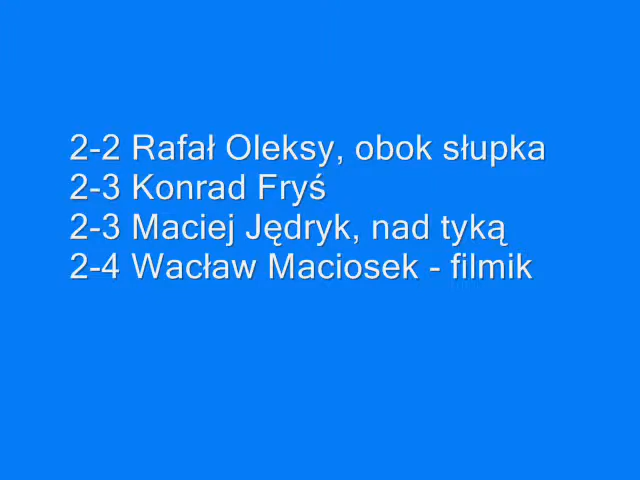 2-2 Rafał Oleksy, obok słupka
2-3 Konrad Fryś
2-3 Maciej Jędryk, nad tyką
2-4 Wacław Maciosek - filmik